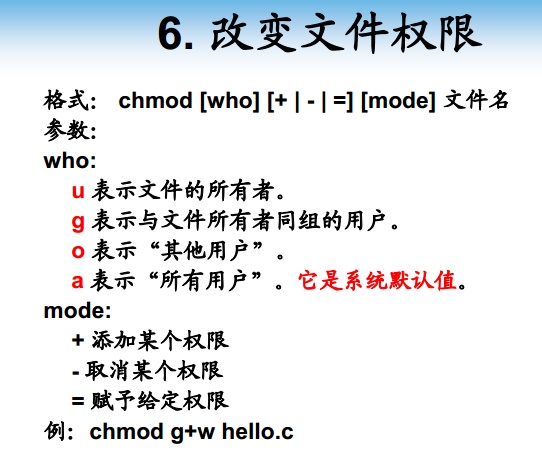 6. 改变文件权限
格式： chmod [who] [+ | - | =] [mode] 文件名
参数：
who:
u 表示文件的所有者。
g 表示与文件所有者同组的用户。
o 表示“其他用户”。
a 表示“所有用户”。它是系统默认值。
mode:
+ 添加某个权限
- 取消某个权限
= 赋予给定权限
例：chmod g+w hello.c